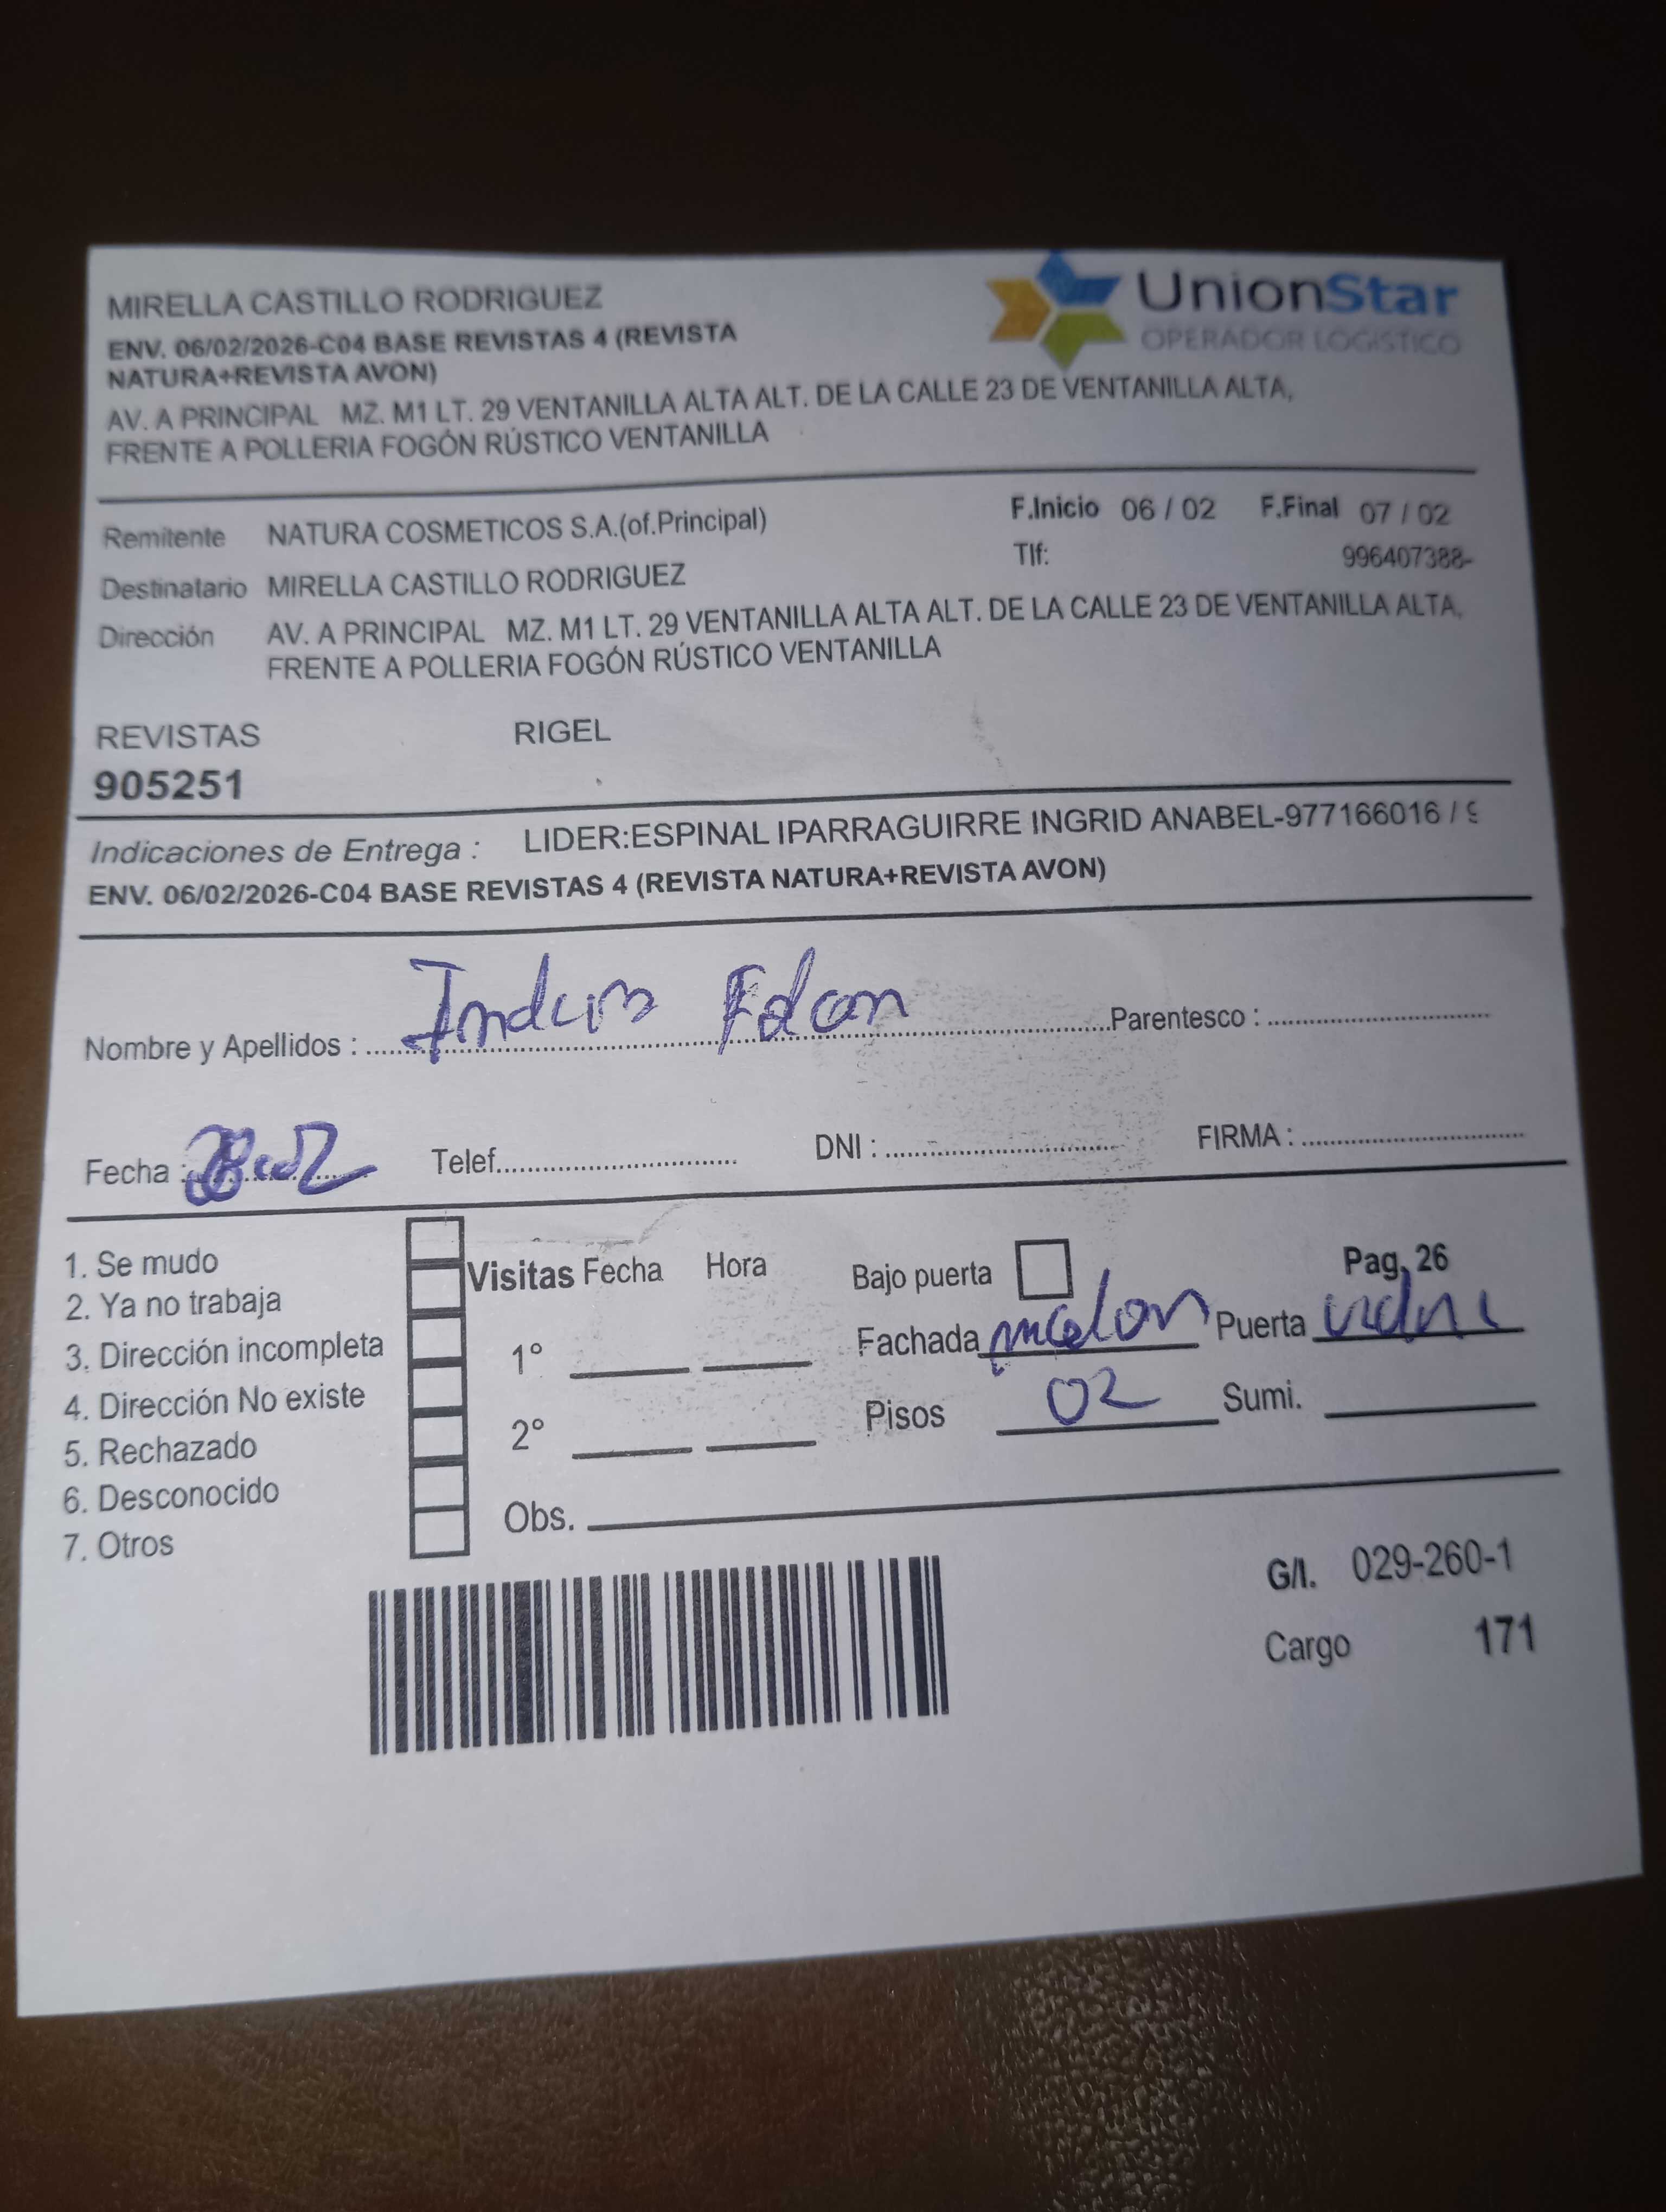 MIRELLA CASTILLO RODRIGUEZ
UnionStar
OPERADOR LOGISTICO
ENV. 06/02/2026-C04 BASE REVISTAS 4 (REVISTA
NATURA+REVISTA AVON)
AV. A PRINCIPAL MZ. M1 LT. 29 VENTANILLA ALTA ALT. DE LA CALLE 23 DE VENTANILLA ALTA,
FRENTE A POLLERIA FOGÓN RÚSTICO VENTANILLA
Remitente NATURA COSMETICOS S.A.(of.Principal) F.Inicio 06 / 02 F.Final 07 / 02
Tlf: 996407388-
Destinatario MIRELLA CASTILLO RODRIGUEZ
Dirección AV. A PRINCIPAL MZ. M1 LT. 29 VENTANILLA ALTA ALT. DE LA CALLE 23 DE VENTANILLA ALTA,
FRENTE A POLLERIA FOGÓN RÚSTICO VENTANILLA
REVISTAS RIGEL
905251
Indicaciones de Entrega : LIDER:ESPINAL IPARRAGUIRRE INGRID ANABEL-977166016 / 9
ENV. 06/02/2026-C04 BASE REVISTAS 4 (REVISTA NATURA+REVISTA AVON)
Nombre y Apellidos : Parentesco :
Fecha : Telef. DNI : FIRMA :
1. Se mudo
2. Ya no trabaja
3. Dirección incompleta
4. Dirección No existe
5. Rechazado
6. Desconocido
7. Otros
Visitas Fecha Hora
1°
2°
Obs.
Bajo puerta Pag. 26
Fachada Puerta
Pisos 02 Sumi.
G/I. 029-260-1
Cargo 171